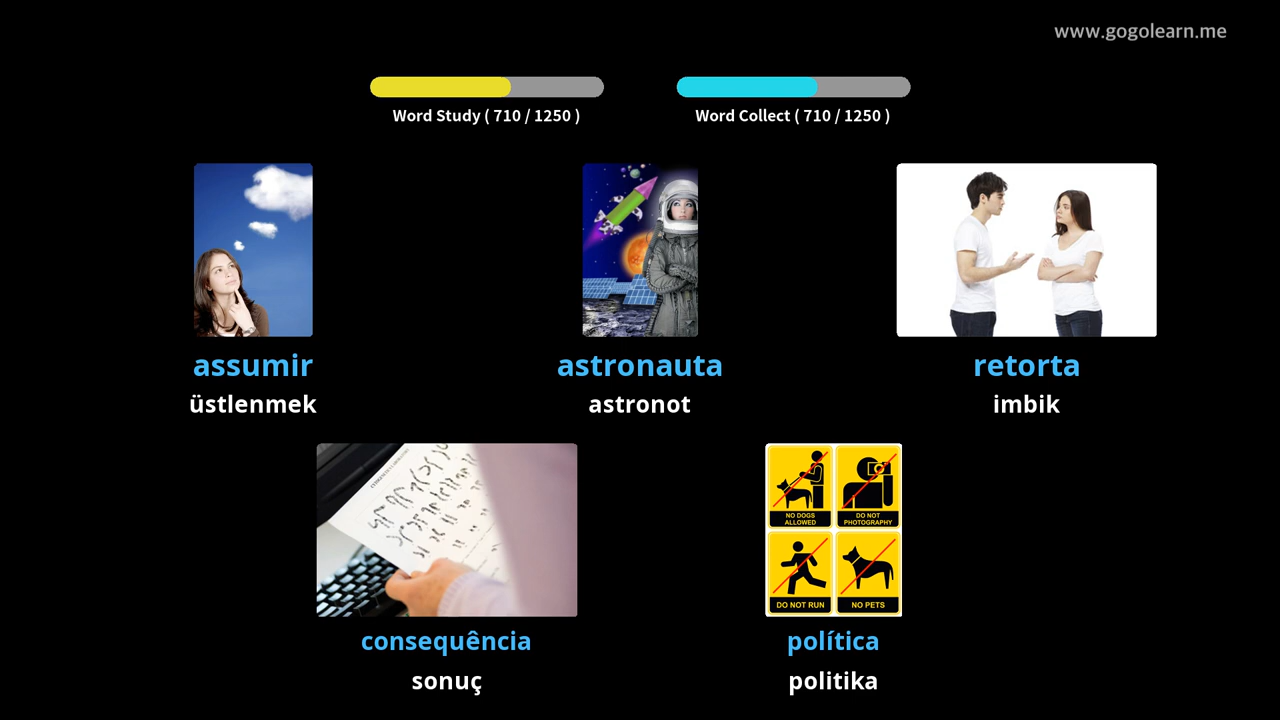 www.gogolearn.me
Word Study ( 710 / 1250 )
Word Collect ( 710 / 1250 )
assumir
astronauta
retorta
üstlenmek
astronot
imbik
NO DOGS
ALLOWED
DO NOT
PHOTOGRAPHY
DO NOT RUN
NO PETS
consequência
política
sonuç
politika